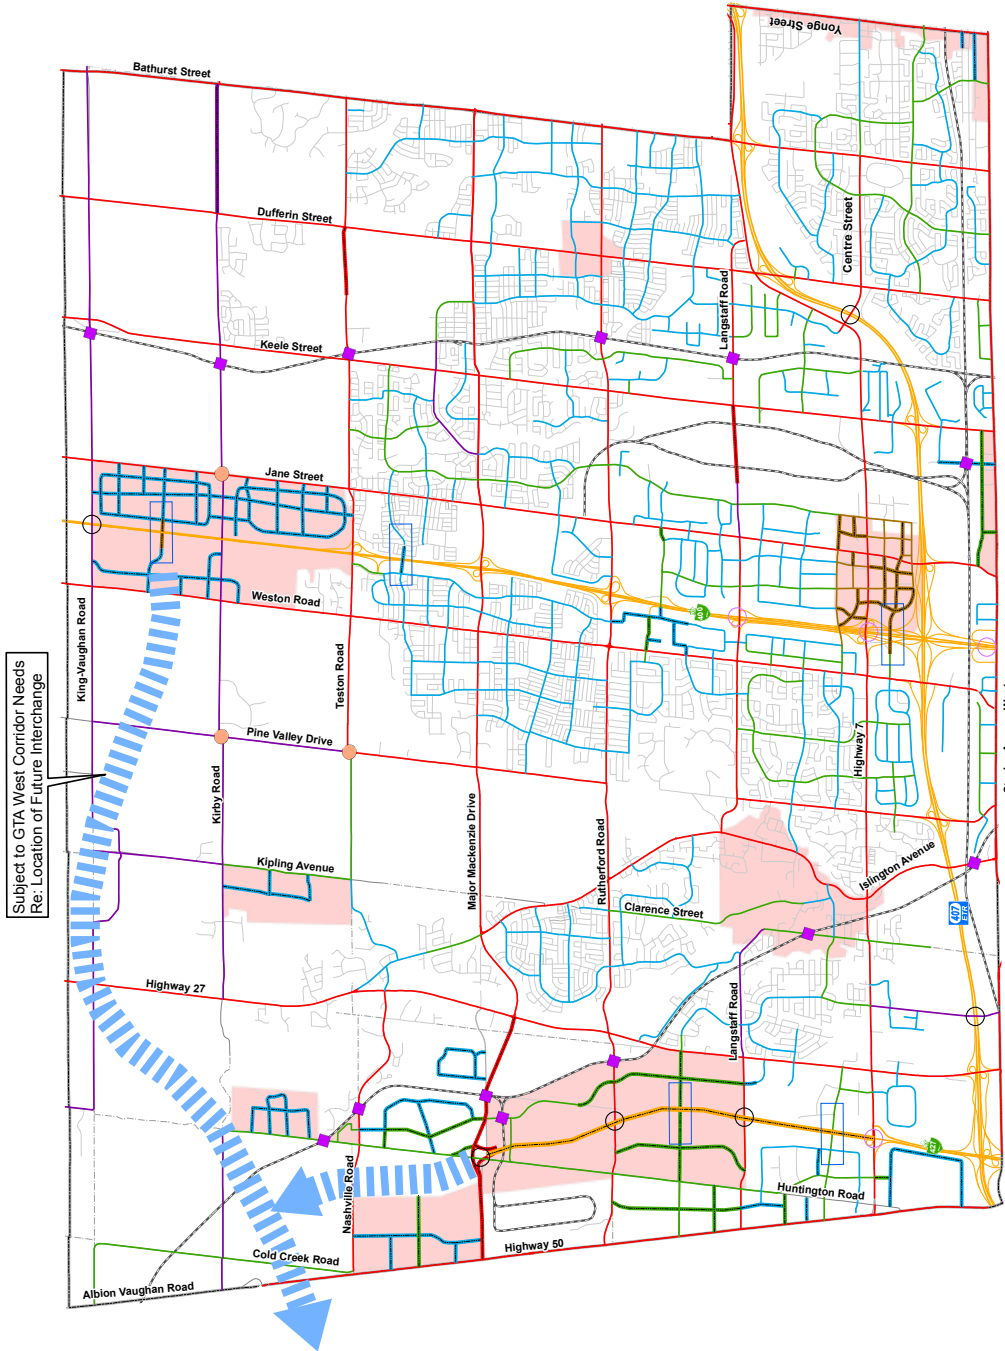 Yonge Street
Bathurst Street
Dufferin Street
Centre Street
Langstaff Road
Keele Street
Jane Street
Weston Road
King-Vaughan Road
Teston Road
400
Subject to GTA West Corridor Needs
Re: Location of Future Interchange
Pine Valley Drive
Highway 7
Kirby Road
Major Mackenzie Drive
Rutherford Road
Kipling Avenue
Islington Avenue
Clarence Street
407
ETR
Highway 27
Langstaff Road
427
Nashville Road
Huntington Road
Highway 50
Cold Creek Road
Albion Vaughan Road